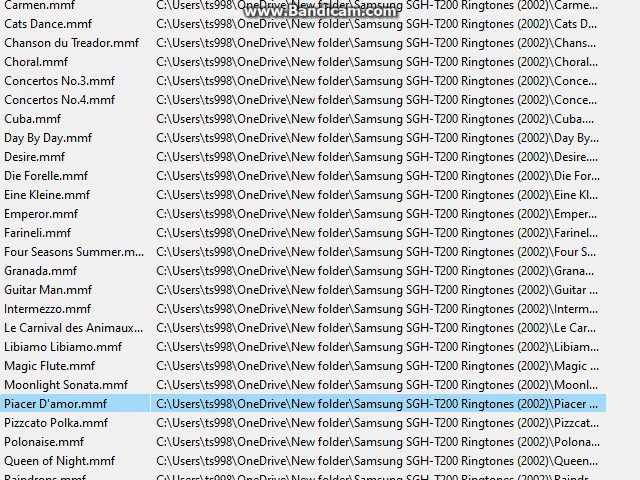 www.Bandicam.com
Carmen.mmf C:\Users\ts998\OneDrive\New folder\Samsung SGH-T200 Ringtones (2002)\Carme...
Cats Dance.mmf C:\Users\ts998\OneDrive\New folder\Samsung SGH-T200 Ringtones (2002)\Cats D...
Chanson du Treador.mmf C:\Users\ts998\OneDrive\New folder\Samsung SGH-T200 Ringtones (2002)\Chans...
Choral.mmf C:\Users\ts998\OneDrive\New folder\Samsung SGH-T200 Ringtones (2002)\Choral...
Concertos No.3.mmf C:\Users\ts998\OneDrive\New folder\Samsung SGH-T200 Ringtones (2002)\Conce...
Concertos No.4.mmf C:\Users\ts998\OneDrive\New folder\Samsung SGH-T200 Ringtones (2002)\Conce...
Cuba.mmf C:\Users\ts998\OneDrive\New folder\Samsung SGH-T200 Ringtones (2002)\Cuba....
Day By Day.mmf C:\Users\ts998\OneDrive\New folder\Samsung SGH-T200 Ringtones (2002)\Day By...
Desire.mmf C:\Users\ts998\OneDrive\New folder\Samsung SGH-T200 Ringtones (2002)\Desire....
Die Forelle.mmf C:\Users\ts998\OneDrive\New folder\Samsung SGH-T200 Ringtones (2002)\Die For...
Eine Kleine.mmf C:\Users\ts998\OneDrive\New folder\Samsung SGH-T200 Ringtones (2002)\Eine Kl...
Emperor.mmf C:\Users\ts998\OneDrive\New folder\Samsung SGH-T200 Ringtones (2002)\Emper...
Farineli.mmf C:\Users\ts998\OneDrive\New folder\Samsung SGH-T200 Ringtones (2002)\Farinel...
Four Seasons Summer.m... C:\Users\ts998\OneDrive\New folder\Samsung SGH-T200 Ringtones (2002)\Four S...
Granada.mmf C:\Users\ts998\OneDrive\New folder\Samsung SGH-T200 Ringtones (2002)\Grana...
Guitar Man.mmf C:\Users\ts998\OneDrive\New folder\Samsung SGH-T200 Ringtones (2002)\Guitar ...
Intermezzo.mmf C:\Users\ts998\OneDrive\New folder\Samsung SGH-T200 Ringtones (2002)\Interm...
Le Carnival des Animaux... C:\Users\ts998\OneDrive\New folder\Samsung SGH-T200 Ringtones (2002)\Le Car...
Libiamo Libiamo.mmf C:\Users\ts998\OneDrive\New folder\Samsung SGH-T200 Ringtones (2002)\Libiam...
Magic Flute.mmf C:\Users\ts998\OneDrive\New folder\Samsung SGH-T200 Ringtones (2002)\Magic ...
Moonlight Sonata.mmf C:\Users\ts998\OneDrive\New folder\Samsung SGH-T200 Ringtones (2002)\Moonl...
Piacer D'amor.mmf C:\Users\ts998\OneDrive\New folder\Samsung SGH-T200 Ringtones (2002)\Piacer ...
Pizzcato Polka.mmf C:\Users\ts998\OneDrive\New folder\Samsung SGH-T200 Ringtones (2002)\Pizzcat...
Polonaise.mmf C:\Users\ts998\OneDrive\New folder\Samsung SGH-T200 Ringtones (2002)\Polona...
Queen of Night.mmf C:\Users\ts998\OneDrive\New folder\Samsung SGH-T200 Ringtones (2002)\Queen ...
Raindrops.mmf C:\Users\ts998\OneDrive\New folder\Samsung SGH-T200 Ringtones (2002)\Raindr...